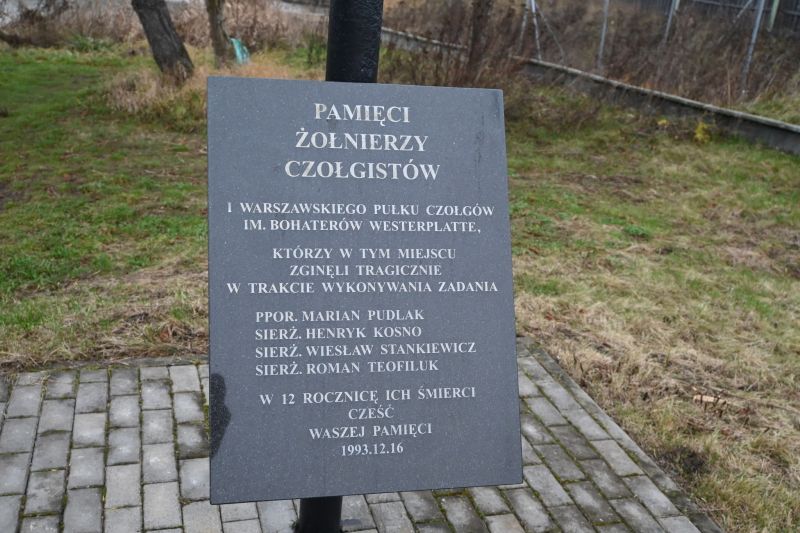 PAMIĘCI
ŻOŁNIERZY
CZOŁGISTÓW
I WARSZAWSKIEGO PUŁKU CZOŁGÓW
IM. BOHATERÓW WESTERPLATTE,
KTÓRZY W TYM MIEJSCU
ZGINĘLI TRAGICZNIE
W TRAKCIE WYKONYWANIA ZADANIA
PPOR. MARIAN PUDLAK
SIERŻ. HENRYK KOSNO
SIERŻ. WIESŁAW STANKIEWICZ
SIERŻ. ROMAN TEOFILUK
W 12 ROCZNICĘ ICH ŚMIERCI
CZEŚĆ
WASZEJ PAMIĘCI
1993.12.16